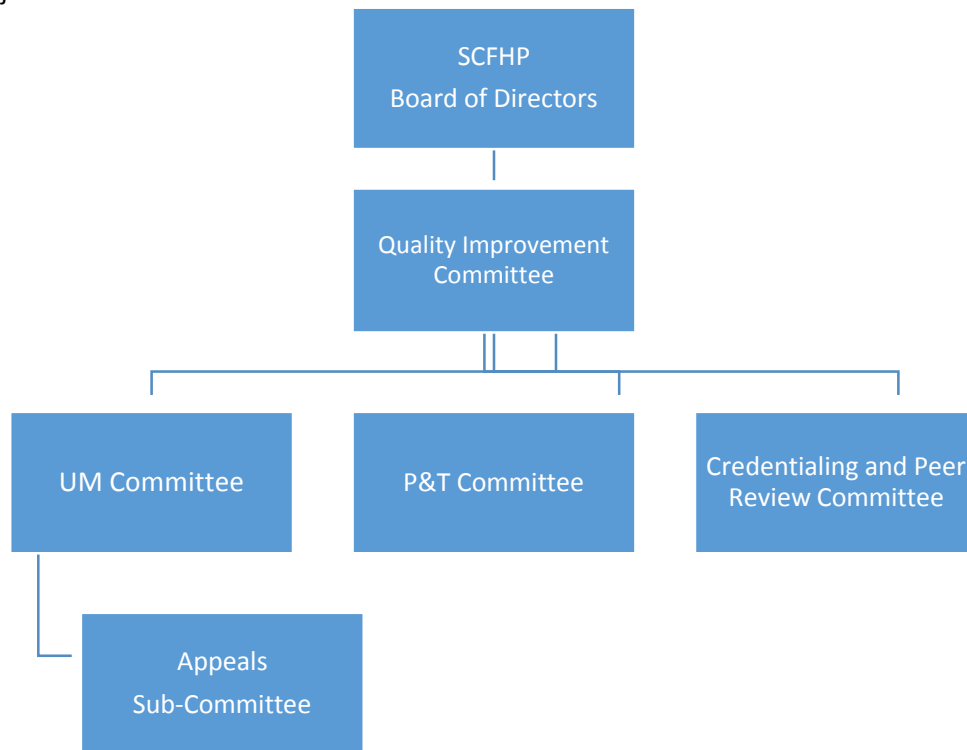 SCFHP
Board of Directors
Quality Improvement
Committee
UM Committee
P&T Committee
Credentialing and Peer
Review Committee
Appeals
Sub-Committee